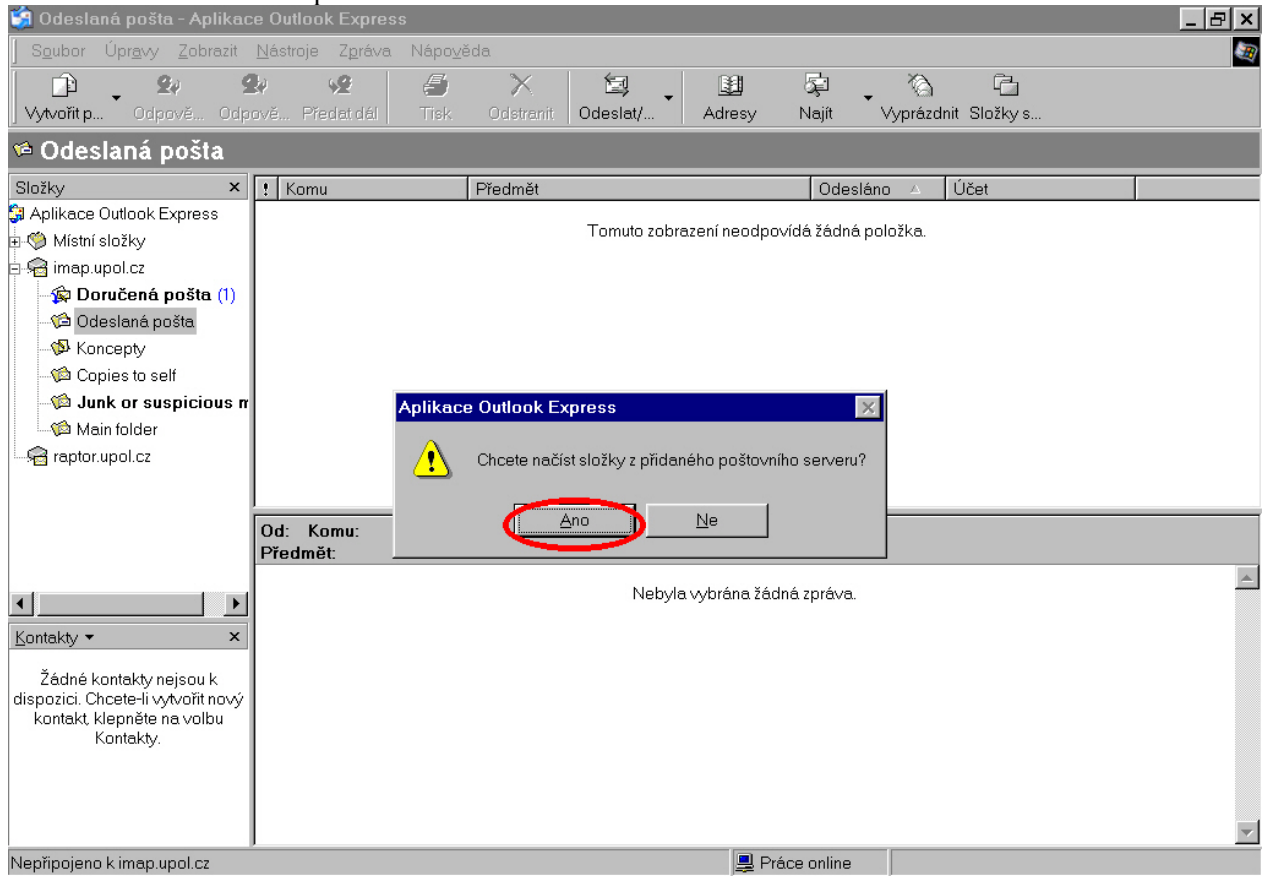 Odeslaná pošta - Aplikace Outlook Express
Soubor Úpravy Zobrazit Nástroje Zpráva Nápověda
Vytvořit p... Odpově... Odpově... Předat dál Tisk Odstranit Odeslat/... Adresy Najít Vyprázdnit Složky s...
Odeslaná pošta
Složky
! Komu Předmět Odesláno Účet
Aplikace Outlook Express
Místní složky
imap.upol.cz
Doručená pošta (1)
Odeslaná pošta
Koncepty
Copies to self
Junk or suspicious m
Main folder
raptor.upol.cz
Tomuto zobrazení neodpovídá žádná položka.
Aplikace Outlook Express
Chcete načíst složky z přidaného poštovního serveru?
Ano Ne
Od: Komu:
Předmět:
Nebyla vybrána žádná zpráva.
Kontakty
Žádné kontakty nejsou k
dispozici. Chcete-li vytvořit nový
kontakt, klepněte na volbu
Kontakty.
Nepřipojeno k imap.upol.cz Práce online